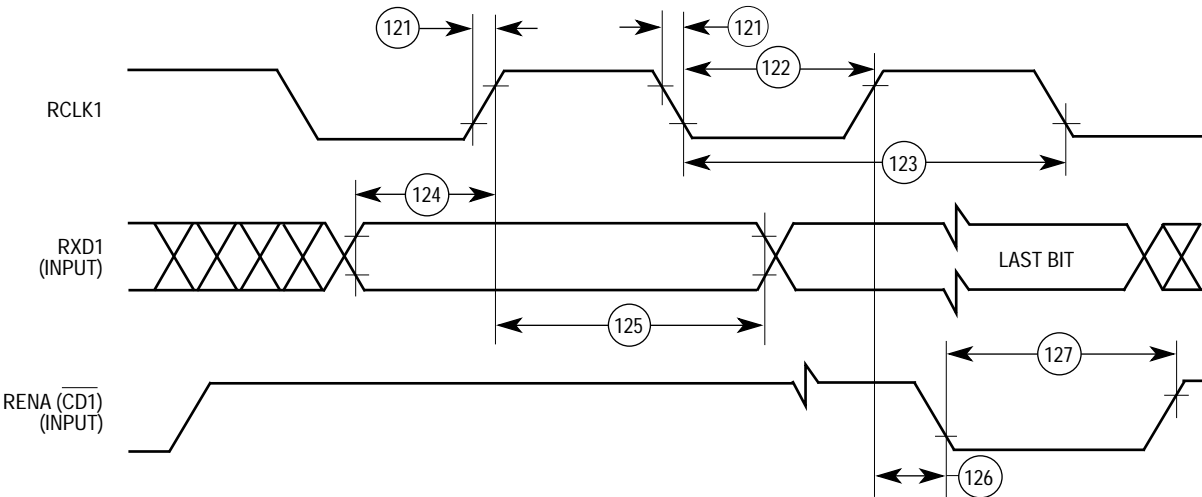 121
121
122
RCLK1
123
124
RXD1
(INPUT)
LAST BIT
125
127
RENA (CD1)
(INPUT)
126